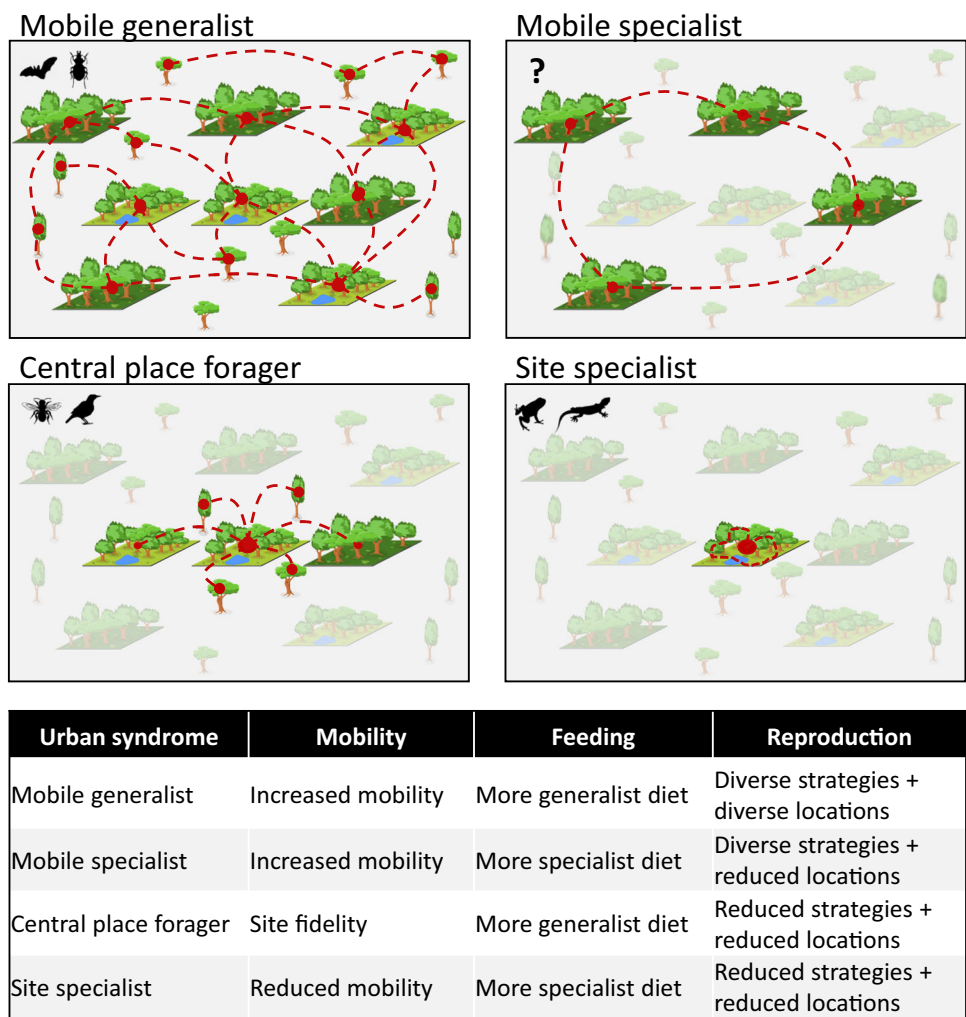 Mobile generalist
Mobile specialist
?
Central place forager
Site specialist
Urban syndrome Mobility Feeding Reproduction
Mobile generalist Increased mobility More generalist diet Diverse strategies +
diverse locations
Mobile specialist Increased mobility More specialist diet Diverse strategies +
reduced locations
Central place forager Site fidelity More generalist diet Reduced strategies +
reduced locations
Site specialist Reduced mobility More specialist diet Reduced strategies +
reduced locations